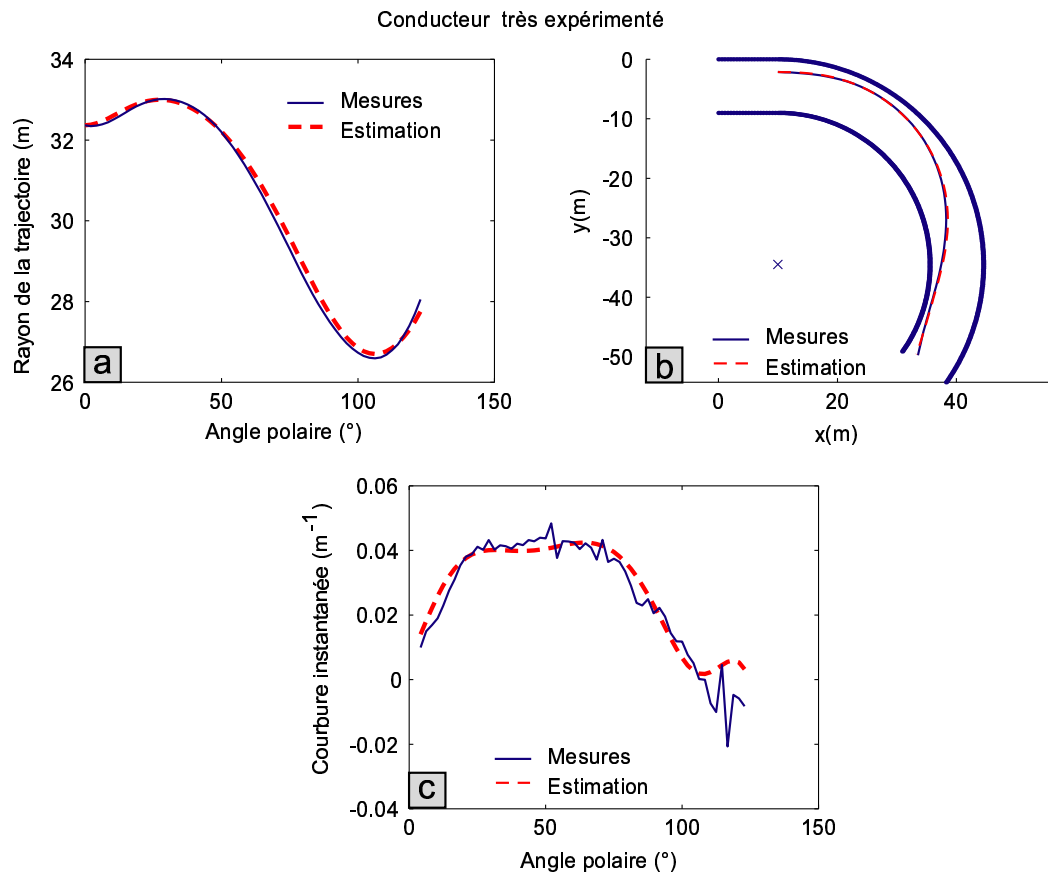 Conducteur très expérimenté
34
32
30
28
26
0
50
100
150
Rayon de la trajectoire (m)
Angle polaire (°)
Mesures
Estimation
a
0
-10
-20
-30
-40
-50
0
20
40
y(m)
x(m)
Mesures
Estimation
b
0.06
0.04
0.02
0
-0.02
-0.04
0
50
100
150
Courbure instantanée (m⁻¹)
Angle polaire (°)
Mesures
Estimation
c